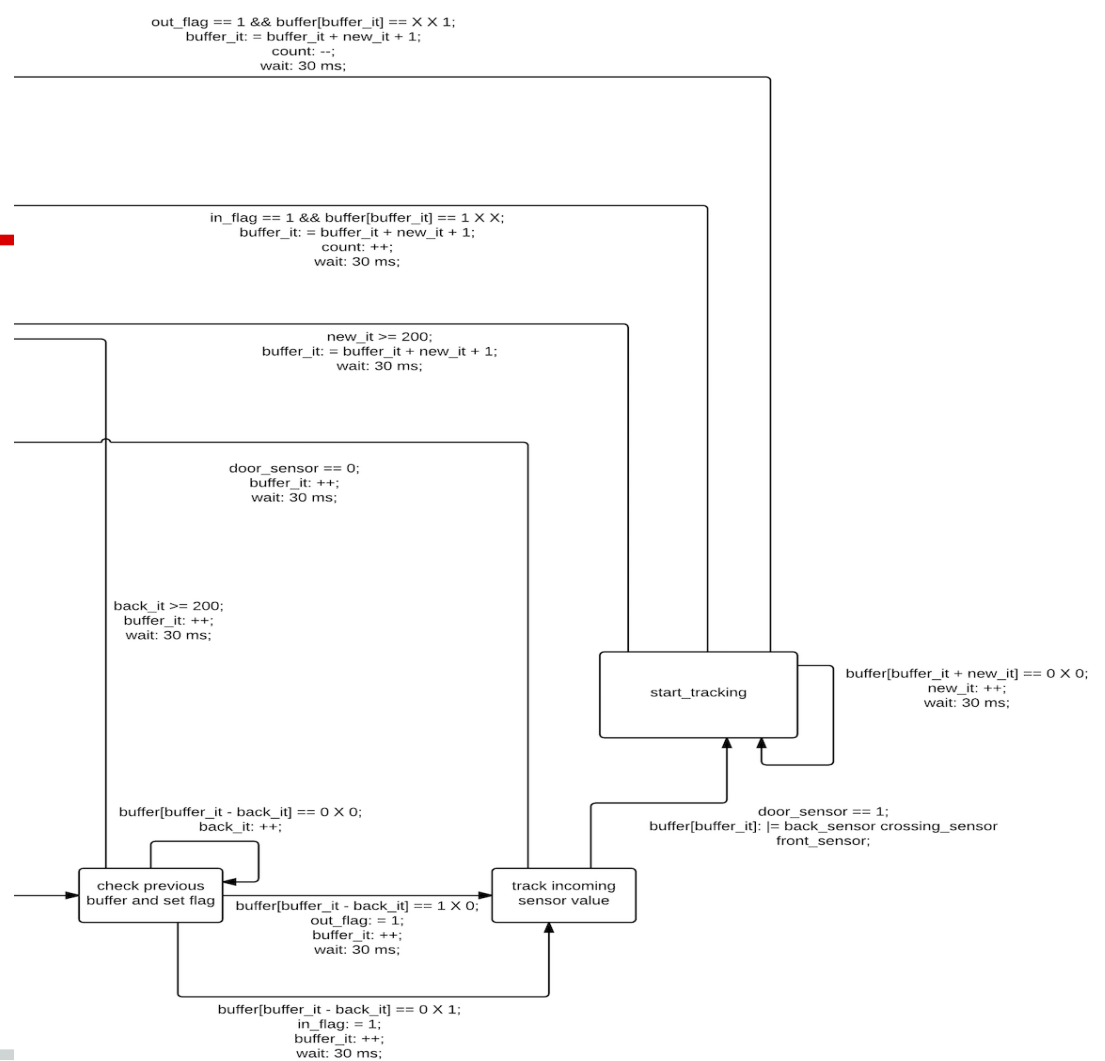 out_flag == 1 && buffer[buffer_it] == X X 1;
buffer_it: = buffer_it + new_it + 1;
count: --;
wait: 30 ms;
in_flag == 1 && buffer[buffer_it] == 1 X X;
buffer_it: = buffer_it + new_it + 1;
count: ++;
wait: 30 ms;
new_it >= 200;
buffer_it: = buffer_it + new_it + 1;
wait: 30 ms;
door_sensor == 0;
buffer_it: ++;
wait: 30 ms;
back_it >= 200;
buffer_it: ++;
wait: 30 ms;
start_tracking
buffer[buffer_it + new_it] == 0 X 0;
new_it: ++;
wait: 30 ms;
door_sensor == 1;
buffer[buffer_it]: |= back_sensor crossing_sensor
front_sensor;
buffer[buffer_it - back_it] == 0 X 0;
back_it: ++;
check previous
buffer and set flag
track incoming
sensor value
buffer[buffer_it - back_it] == 1 X 0;
out_flag: = 1;
buffer_it: ++;
wait: 30 ms;
buffer[buffer_it - back_it] == 0 X 1;
in_flag: = 1;
buffer_it: ++;
wait: 30 ms;